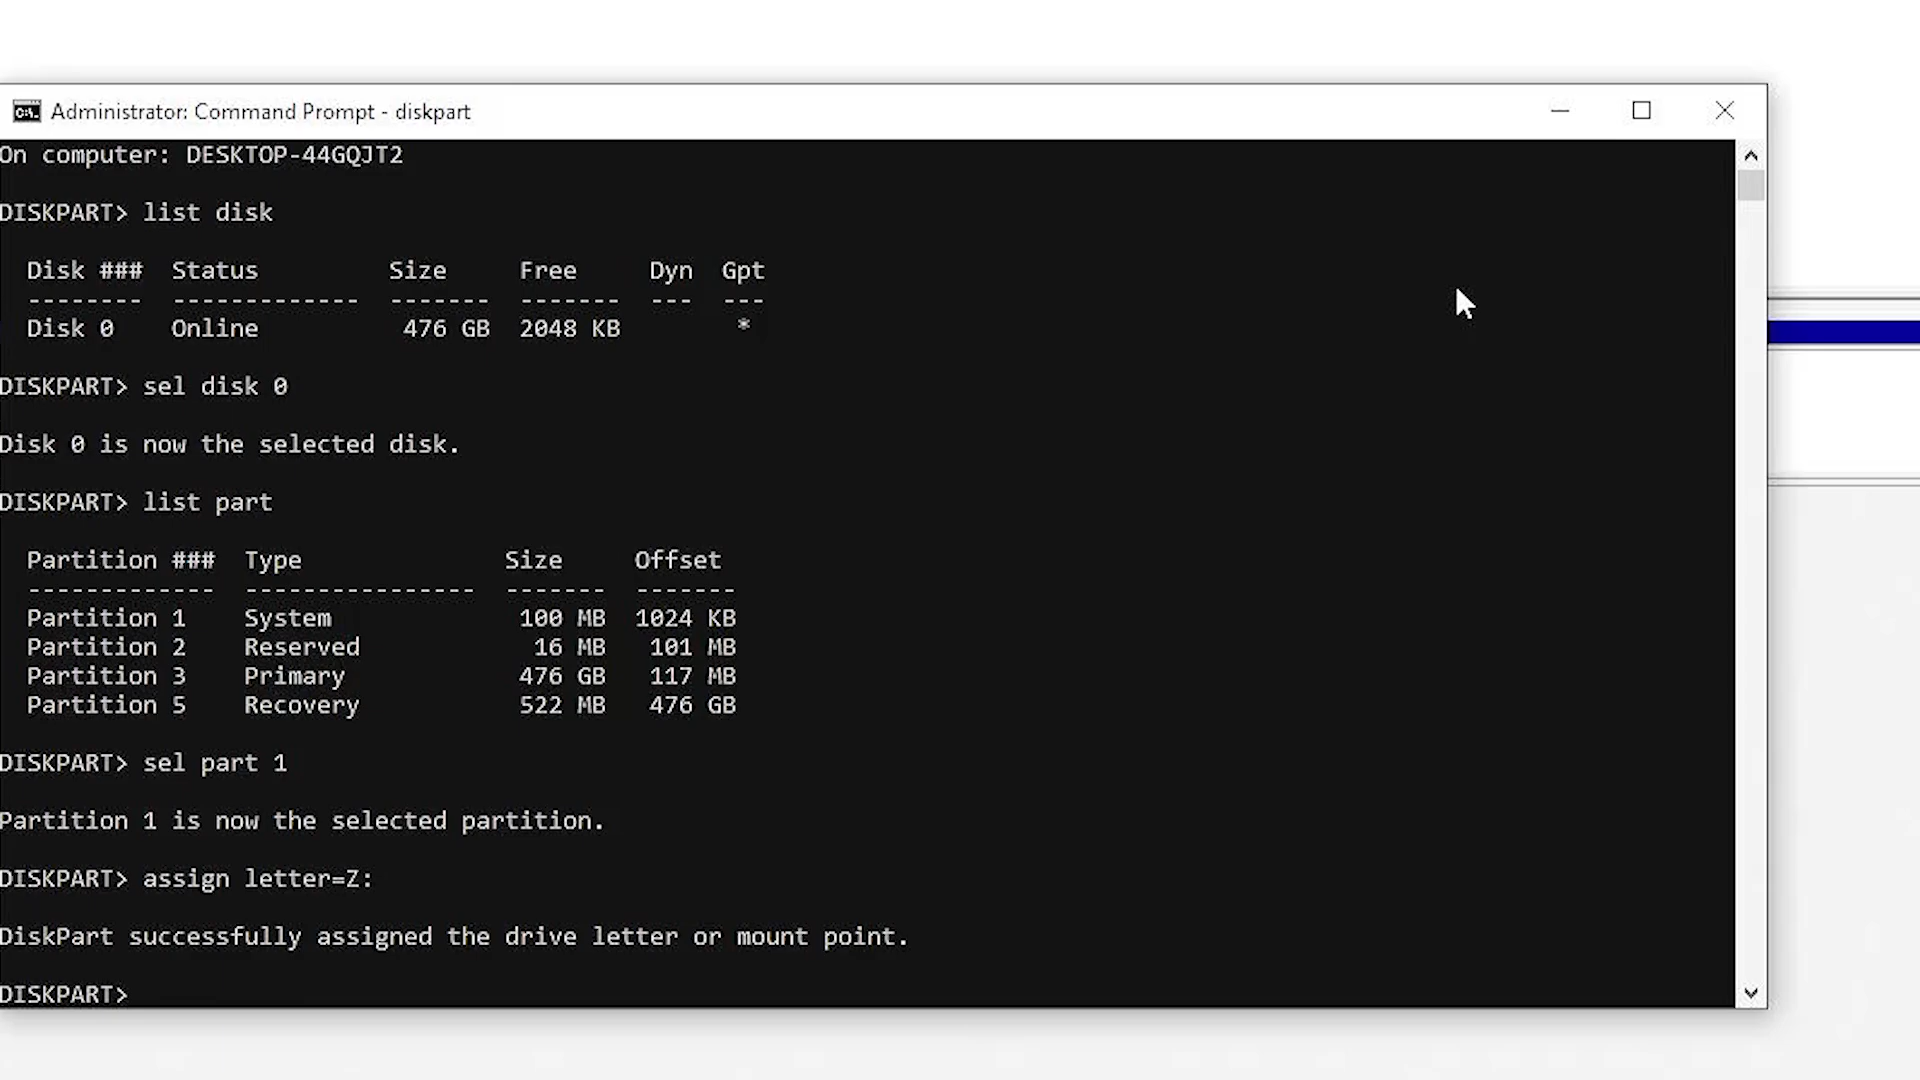 Administrator: Command Prompt - diskpart
On computer: DESKTOP-44GQJT2
DISKPART> list disk
Disk ### Status Size Free Dyn Gpt
-------- ------------- ------- ------- --- ---
Disk 0 Online 476 GB 2048 KB *
DISKPART> sel disk 0
Disk 0 is now the selected disk.
DISKPART> list part
Partition ### Type Size Offset
------------- ---------------- ------- -------
Partition 1 System 100 MB 1024 KB
Partition 2 Reserved 16 MB 101 MB
Partition 3 Primary 476 GB 117 MB
Partition 5 Recovery 522 MB 476 GB
DISKPART> sel part 1
Partition 1 is now the selected partition.
DISKPART> assign letter=Z:
DiskPart successfully assigned the drive letter or mount point.
DISKPART>